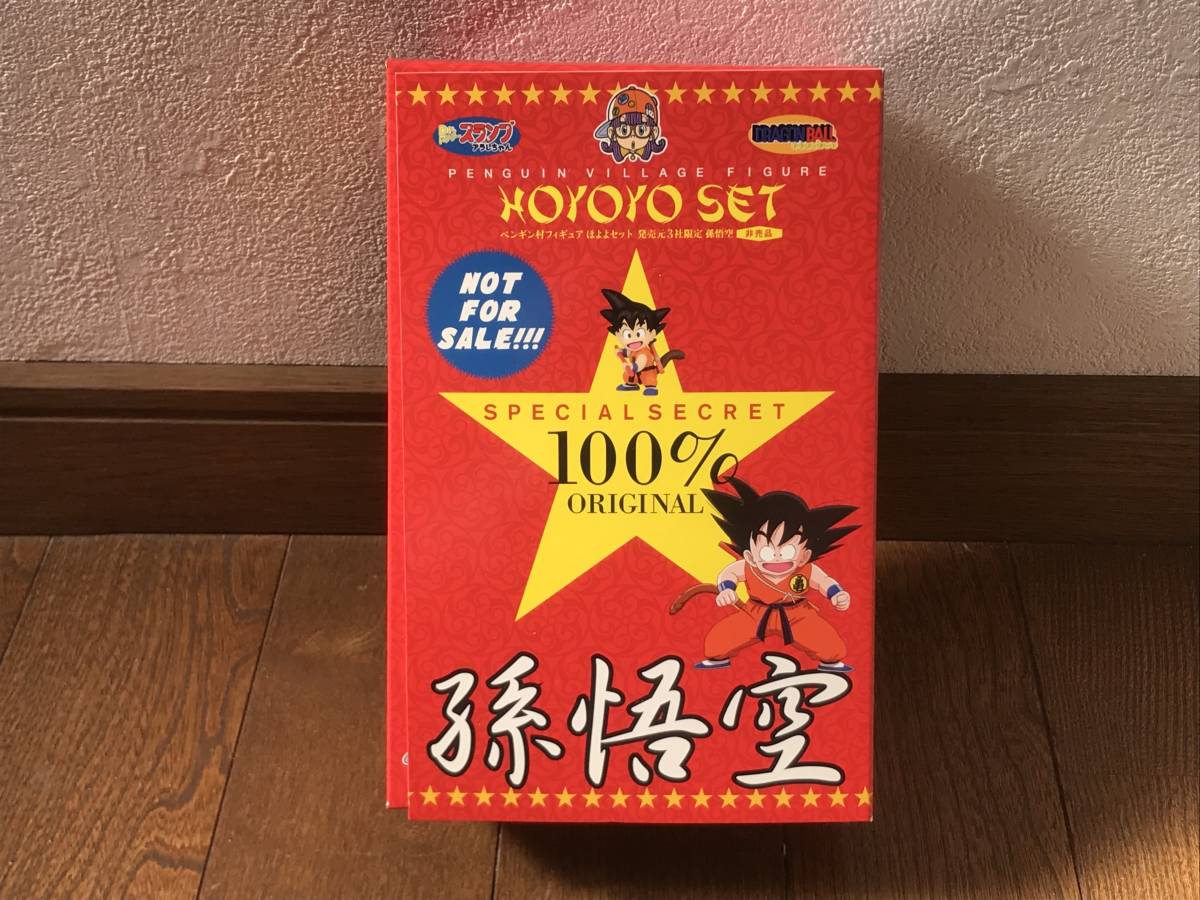 Dr.スランプ
アラレちゃん
DRAGON BALL
PENGUIN VILLAGE FIGURE
HOYOYO SET
ペンギン村フィギュア ほよよセット 発売元3社限定 孫悟空 非売品
NOT
FOR
SALE!!!
SPECIAL SECRET
100%
ORIGINAL
孫悟空